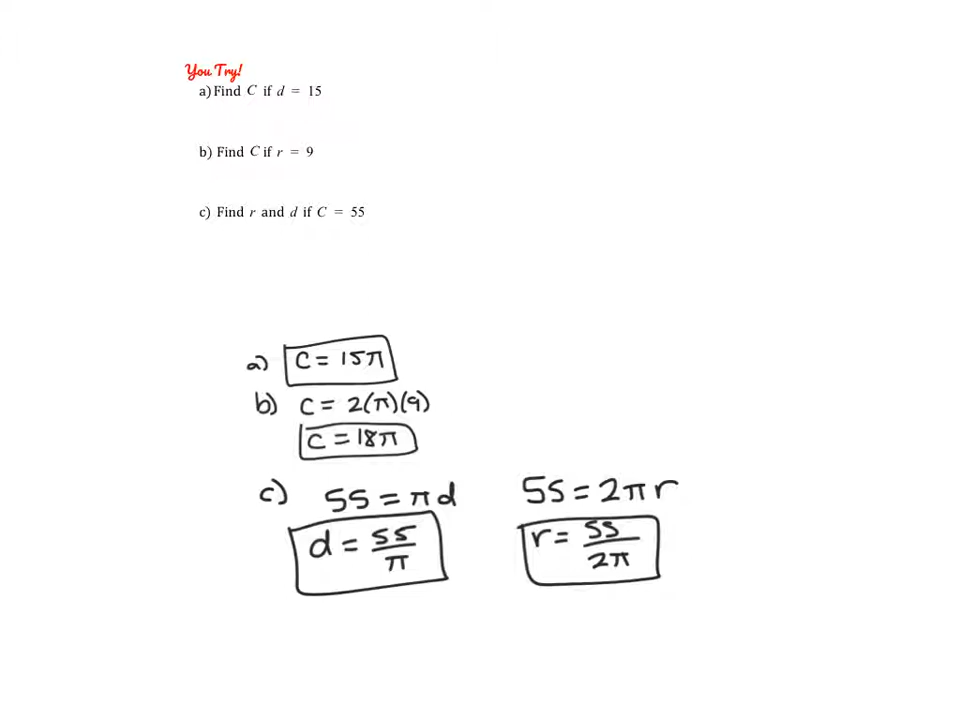 You Try!
a) Find C if d = 15
b) Find C if r = 9
c) Find r and d if C = 55
a) C = 15π
b) C = 2(π)(9)
C = 18π
c) 55 = πd
d = 55/π
55 = 2πr
r = 55/2π